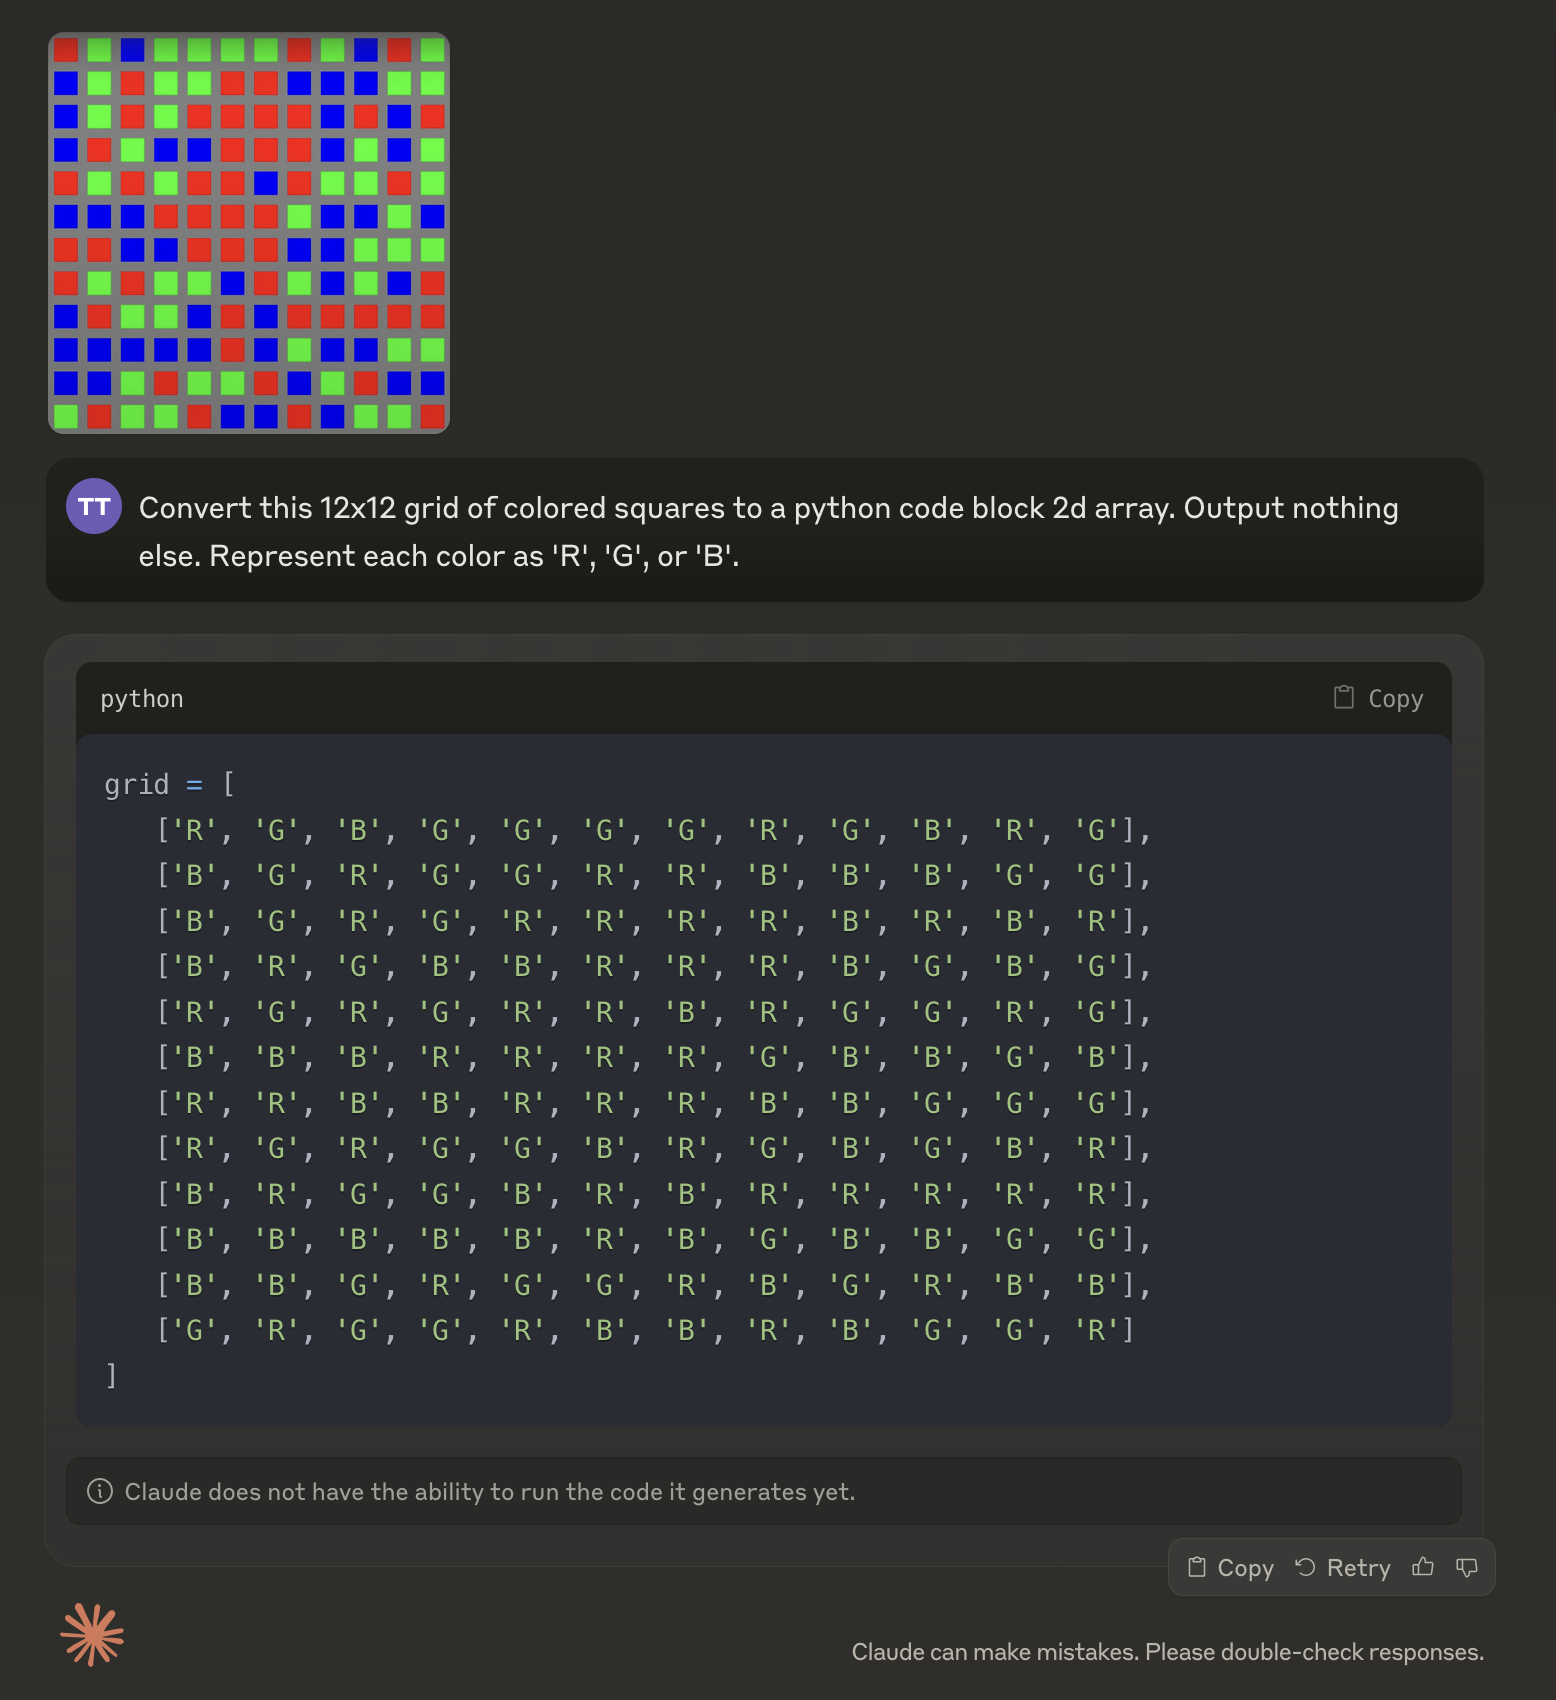 TT
Convert this 12x12 grid of colored squares to a python code block 2d array. Output nothing
else. Represent each color as 'R', 'G', or 'B'.
python
Copy
grid = [
['R', 'G', 'B', 'G', 'G', 'G', 'G', 'R', 'G', 'B', 'R', 'G'],
['B', 'G', 'R', 'G', 'G', 'R', 'R', 'B', 'B', 'B', 'G', 'G'],
['B', 'G', 'R', 'G', 'R', 'R', 'R', 'R', 'B', 'R', 'B', 'R'],
['B', 'R', 'G', 'B', 'B', 'R', 'R', 'R', 'B', 'G', 'B', 'G'],
['R', 'G', 'R', 'G', 'R', 'R', 'B', 'R', 'G', 'G', 'R', 'G'],
['B', 'B', 'B', 'R', 'R', 'R', 'R', 'G', 'B', 'B', 'G', 'B'],
['R', 'R', 'B', 'B', 'R', 'R', 'R', 'B', 'B', 'G', 'G', 'G'],
['R', 'G', 'R', 'G', 'G', 'B', 'R', 'G', 'B', 'G', 'B', 'R'],
['B', 'R', 'G', 'G', 'B', 'R', 'B', 'R', 'R', 'R', 'R', 'R'],
['B', 'B', 'B', 'B', 'B', 'R', 'B', 'G', 'B', 'B', 'G', 'G'],
['B', 'B', 'G', 'R', 'G', 'G', 'R', 'B', 'G', 'R', 'B', 'B'],
['G', 'R', 'G', 'G', 'R', 'B', 'B', 'R', 'B', 'G', 'G', 'R']
]
Claude does not have the ability to run the code it generates yet.
Copy Retry
Claude can make mistakes. Please double-check responses.